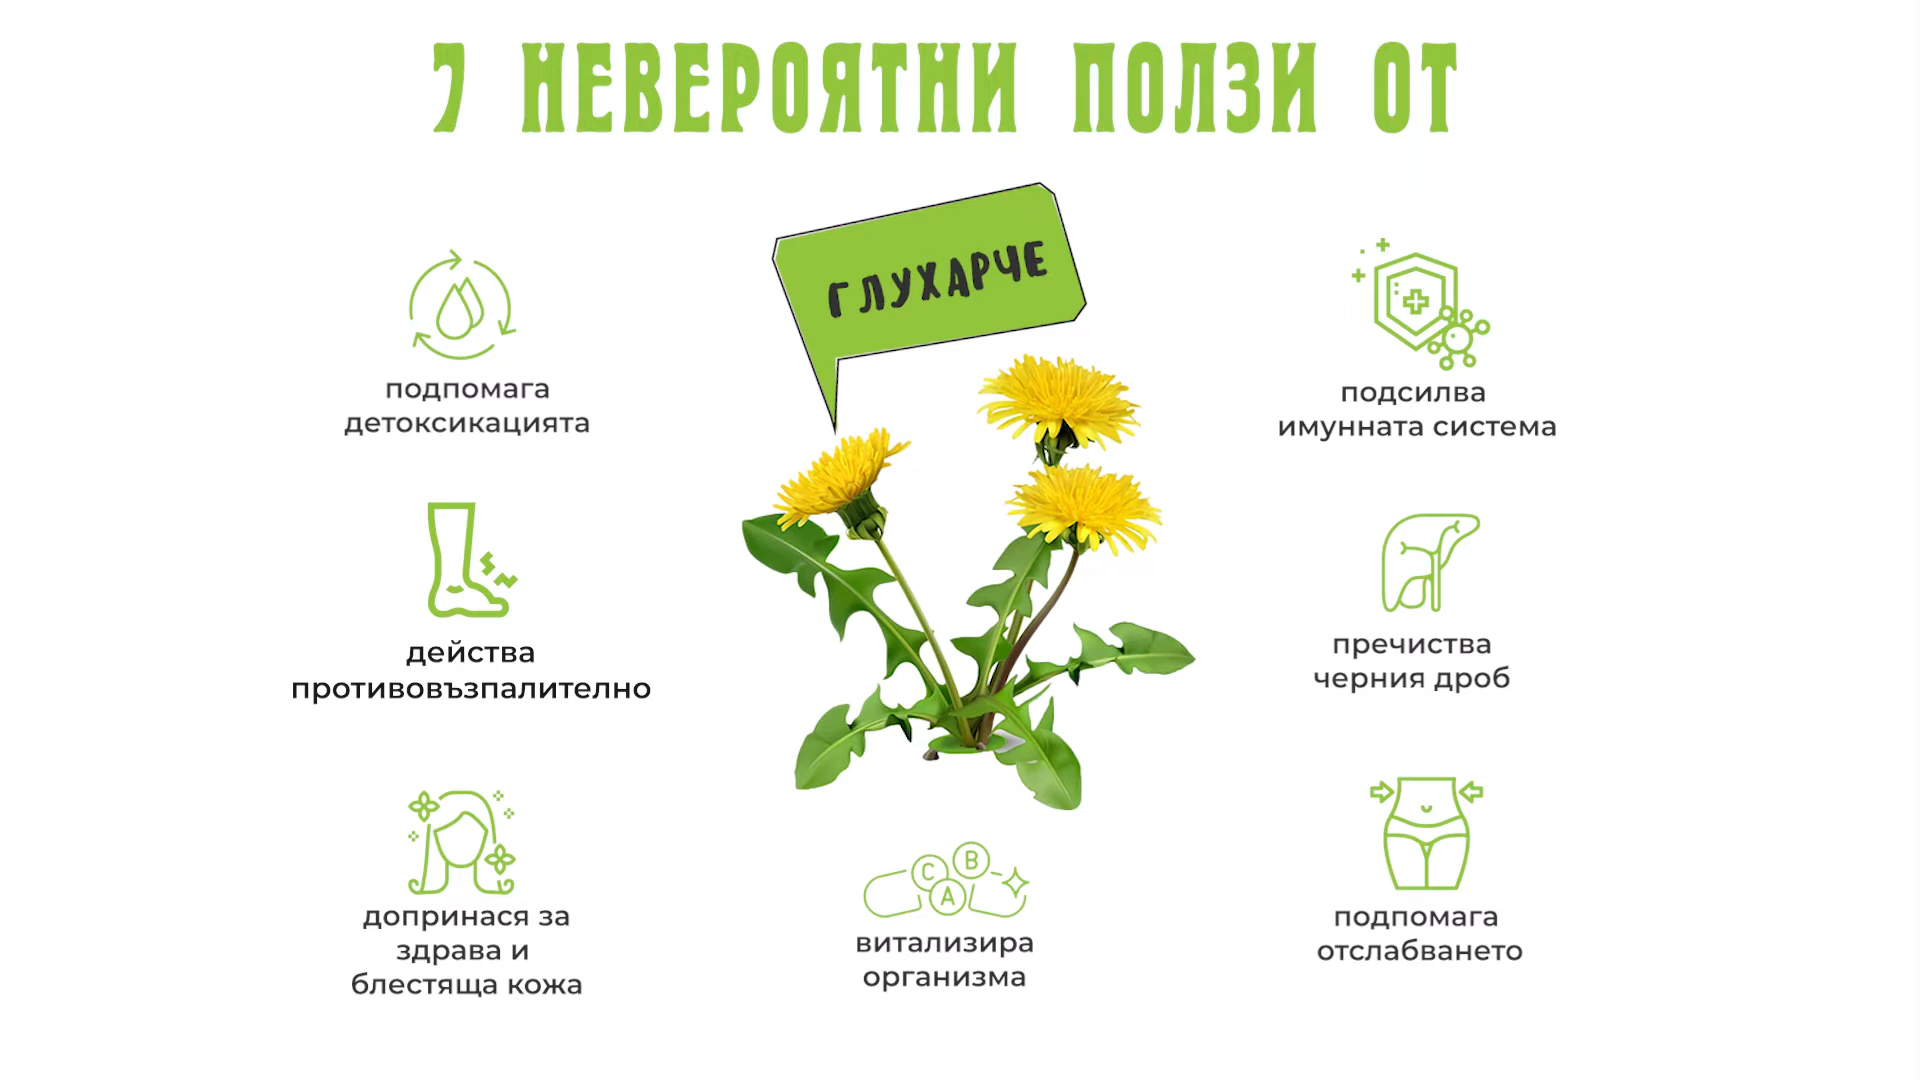 7 НЕВЕРОЯТНИ ПОЛЗИ ОТ
ГЛУХАРЧЕ
подпомага
детоксикацията
действа
противовъзпалително
допринася за
здрава и
блестяща кожа
C B
A
витализира
организма
подсилва
имунната система
пречиства
черния дроб
подпомага
отслабването